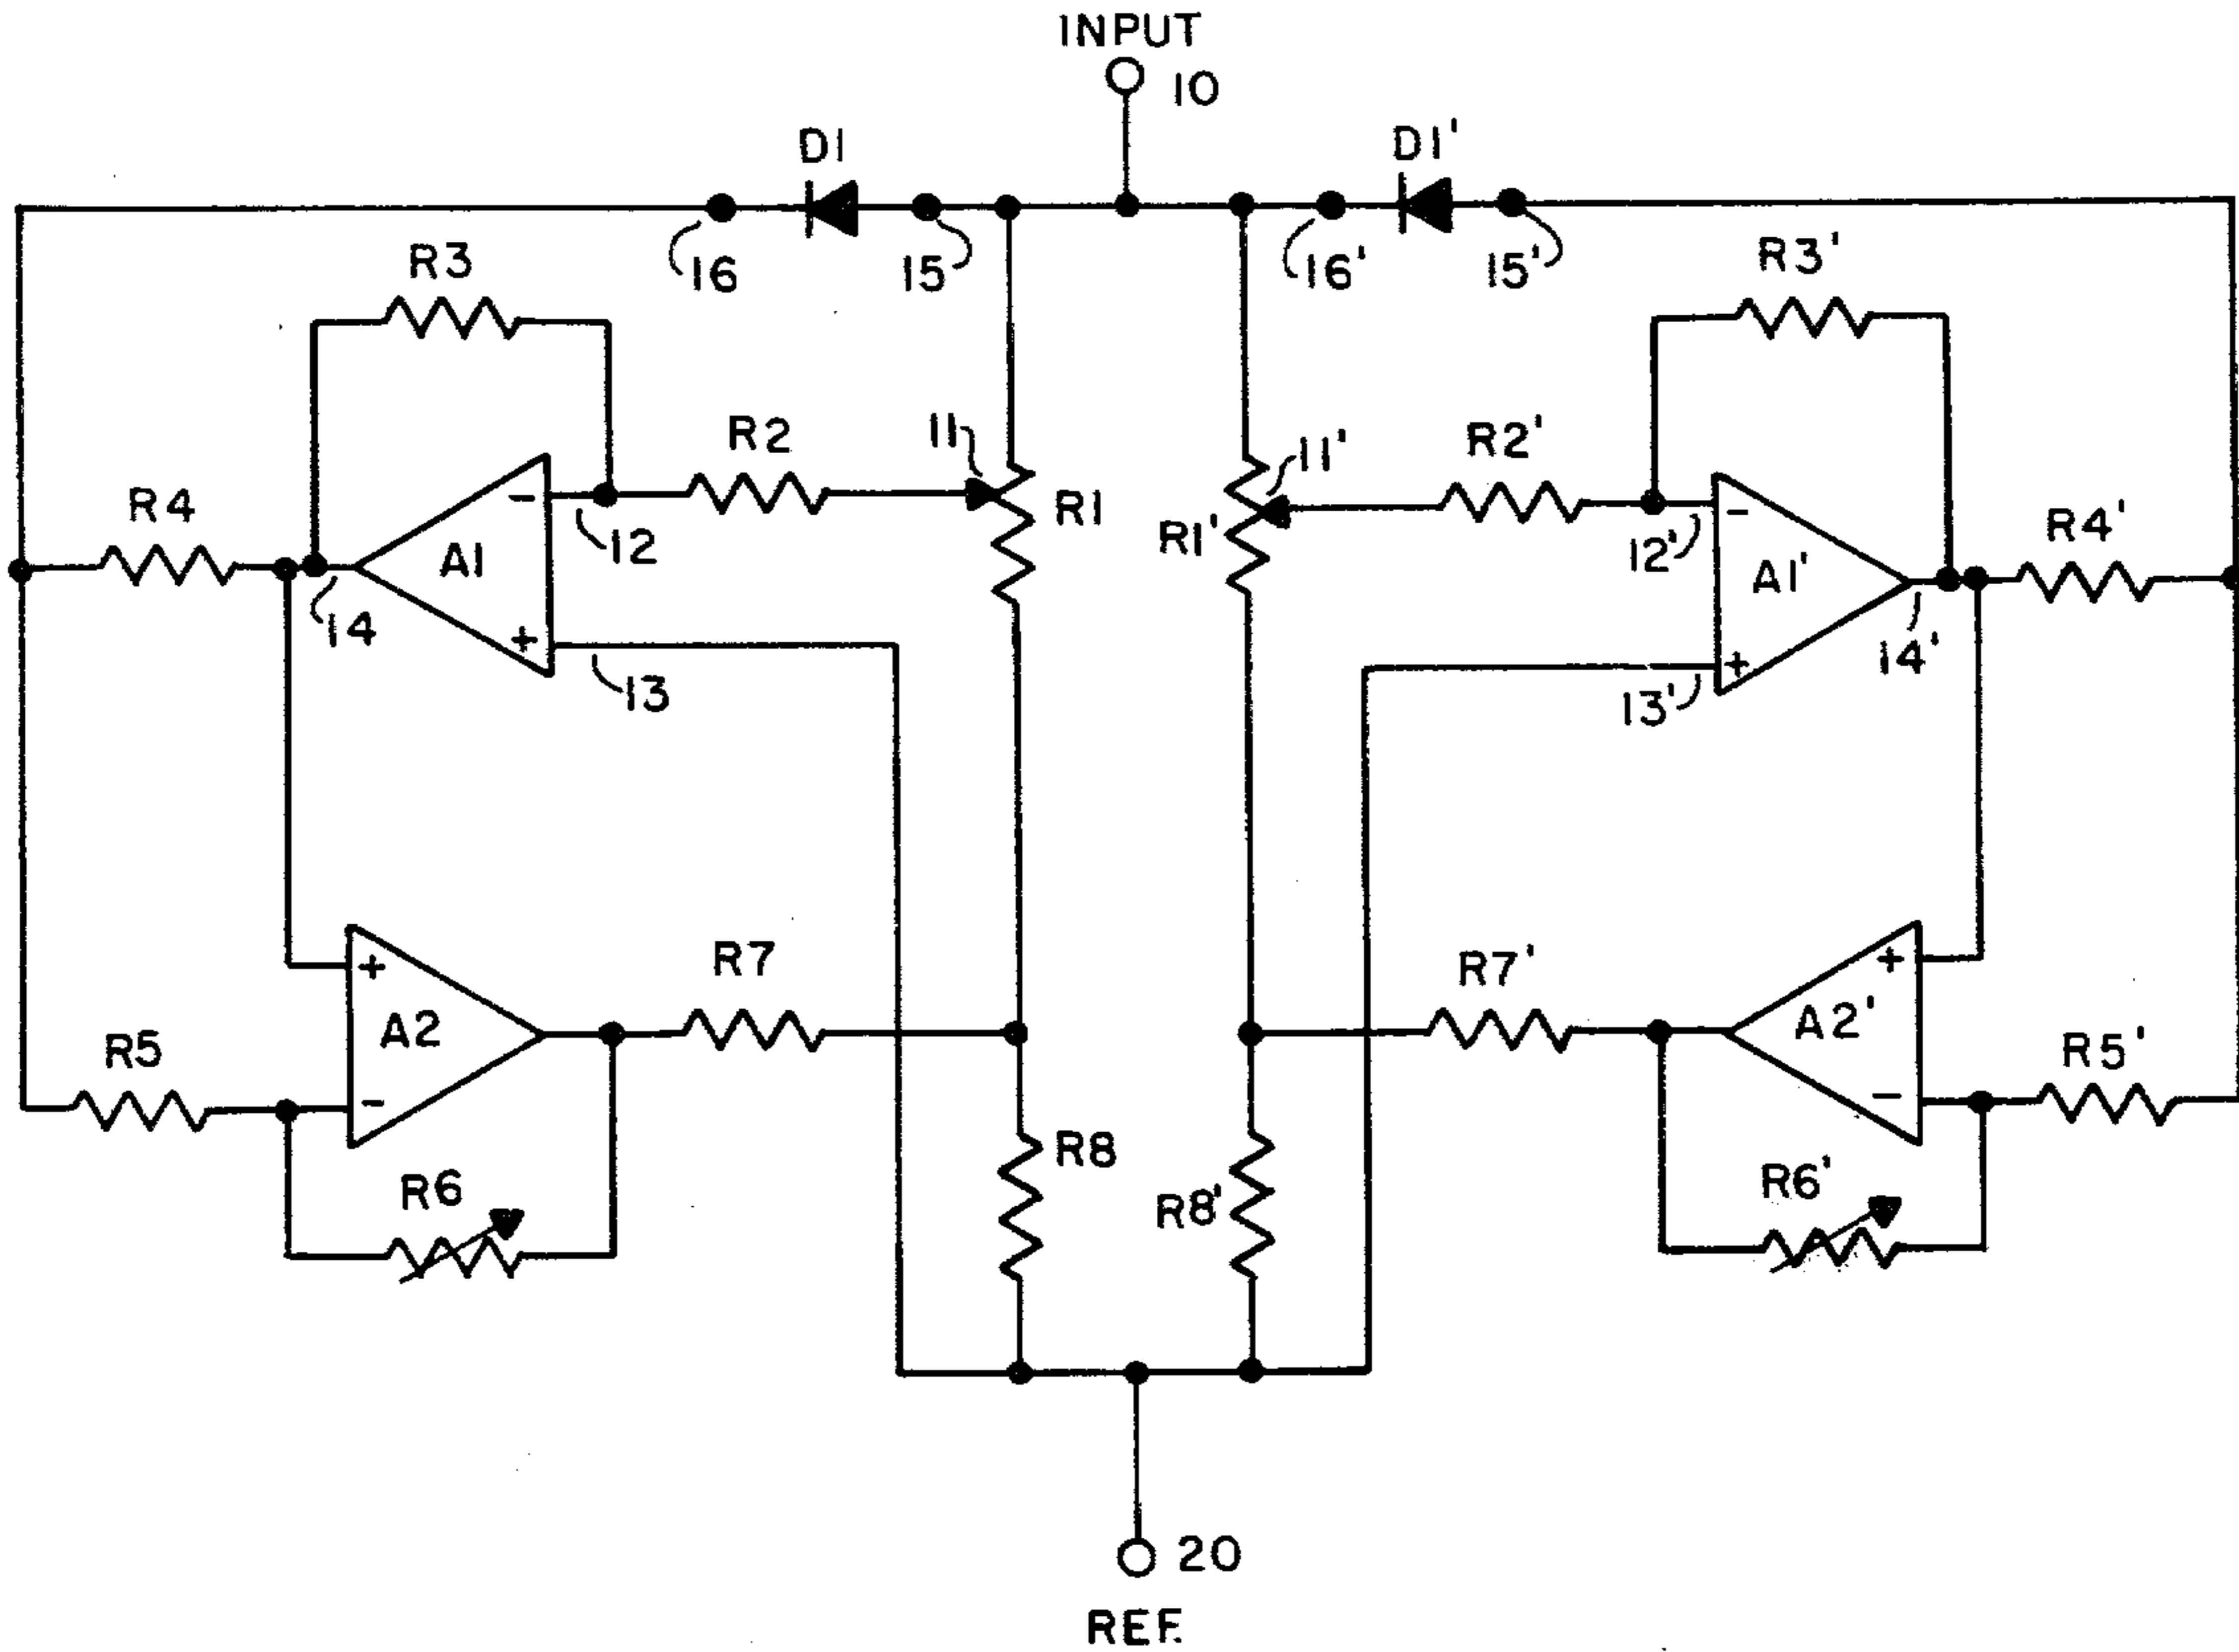 INPUT
10
D1
D1'
16
15
16'
15'
R3
R3'
R4
R2
11
R1
R1'
11'
R2'
R4'
-
A1
12
+
13
14
12'
-
A1'
+
13'
14'
R5
+
A2
-
R7
R7'
+
A2'
-
R5'
R6
R8
R8'
R6'
20
REF.